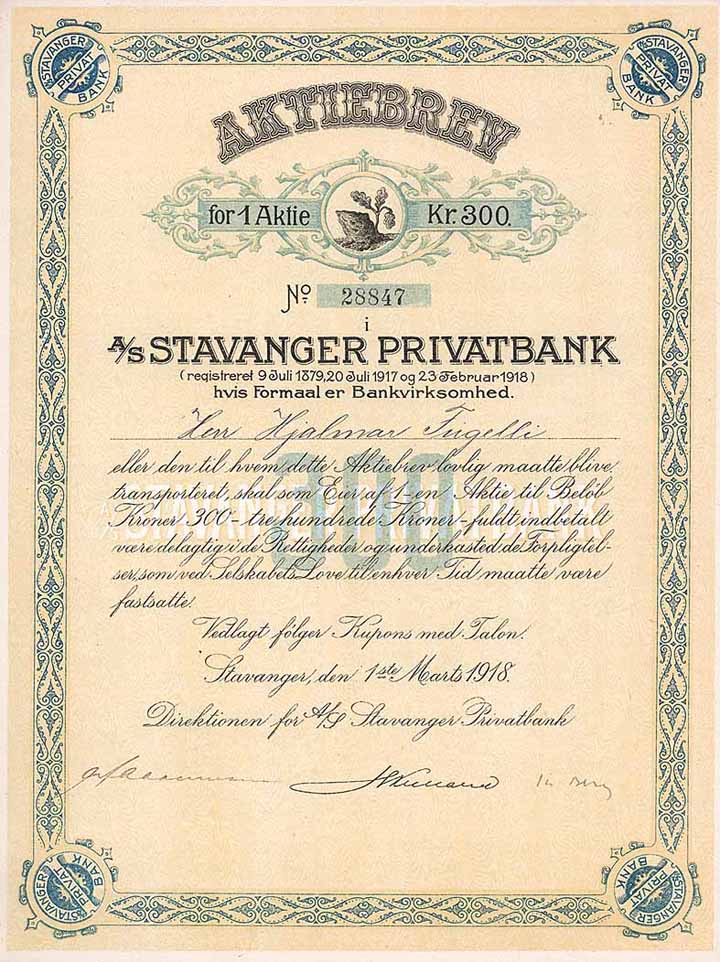 STAVANGER PRIVAT BANK
STAVANGER PRIVAT BANK
AKTIEBREV
for 1 Aktie Kr. 300.
No. 28847
i
A/S STAVANGER PRIVATBANK
(registreret 9 Juli 1879, 20 Juli 1917 og 23 Februar 1918)
hvis Formaal er Bankvirksomhed.
Herr Hjalmar Fugelli
eller den til hvem dette Aktiebrev lovlig maatte blive
transporteret, skal som Eier af 1-en Aktie til Beløb
Kroner 300 - tre hundrede Kroner - fuldt indbetalt
være delagtig i de Rettigheder og underkasted de Forpligtel-
ser, som ved Selskabets Love til enhver Tid maatte være
fastsatte.
300
A/S STAVANGER PRIVATBANK
Vedlagt følger Kupons med Talon.
Stavanger, den 1ste Marts 1918.
Direktionen for A/S Stavanger Privatbank
STAVANGER PRIVAT BANK
STAVANGER PRIVAT BANK